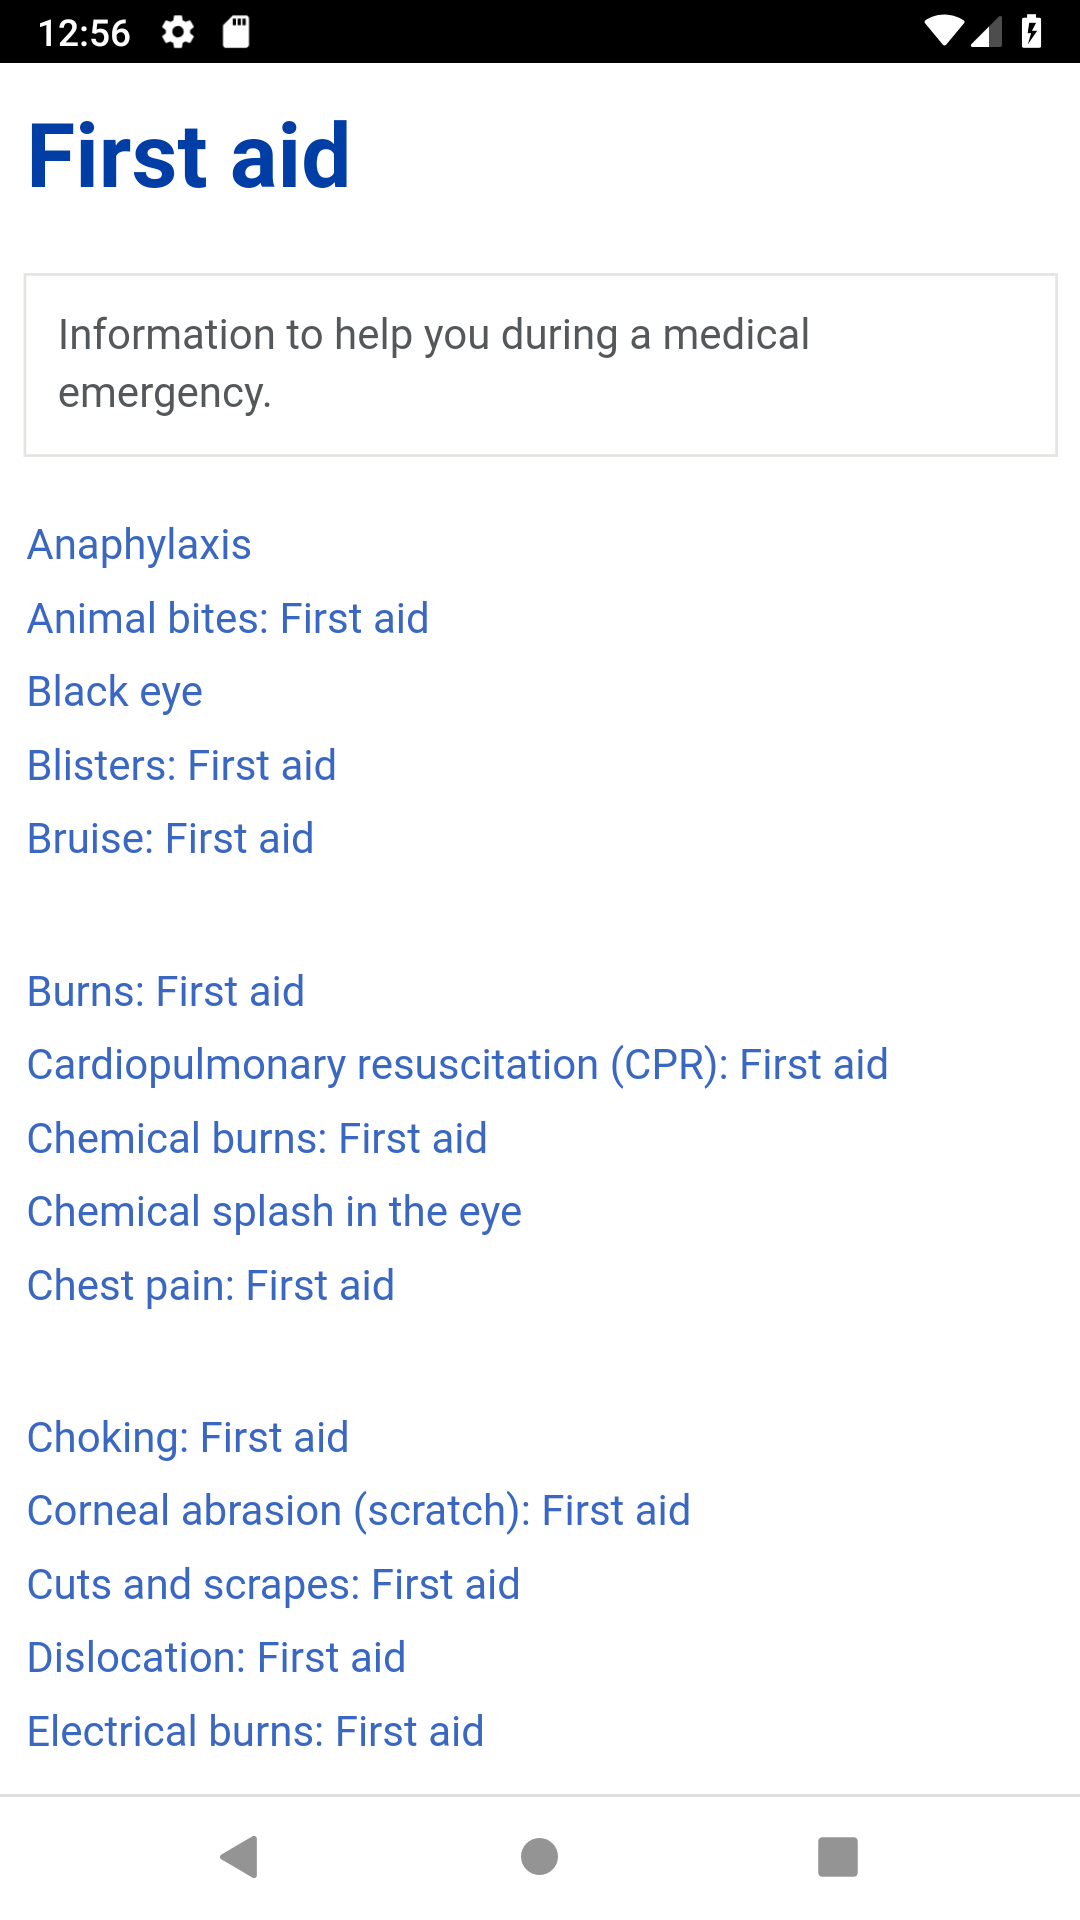 12:56
First aid
Information to help you during a medical
emergency.
Anaphylaxis
Animal bites: First aid
Black eye
Blisters: First aid
Bruise: First aid
Burns: First aid
Cardiopulmonary resuscitation (CPR): First aid
Chemical burns: First aid
Chemical splash in the eye
Chest pain: First aid
Choking: First aid
Corneal abrasion (scratch): First aid
Cuts and scrapes: First aid
Dislocation: First aid
Electrical burns: First aid